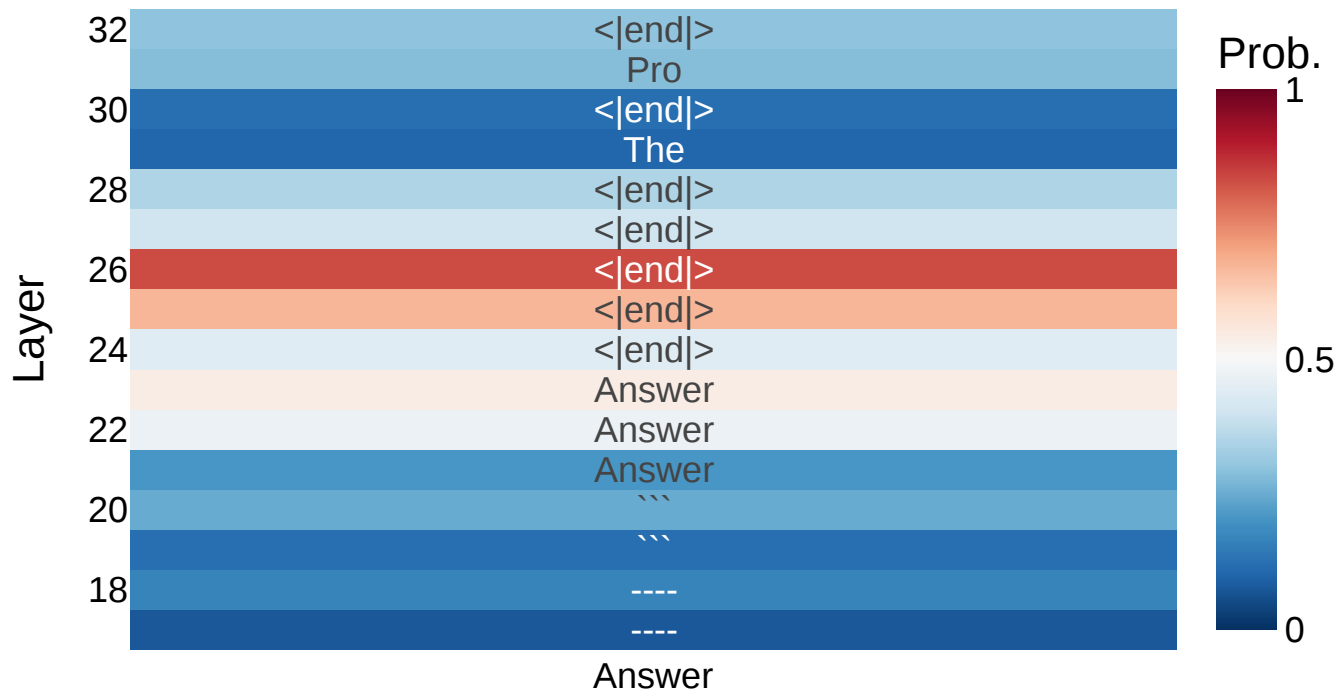 32
<|end|>
Pro
30
<|end|>
The
28
<|end|>
<|end|>
26
<|end|>
<|end|>
24
<|end|>
Answer
22
Answer
Answer
20
```
```
18
----
----
Answer
Layer
Prob.
1
0.5
0